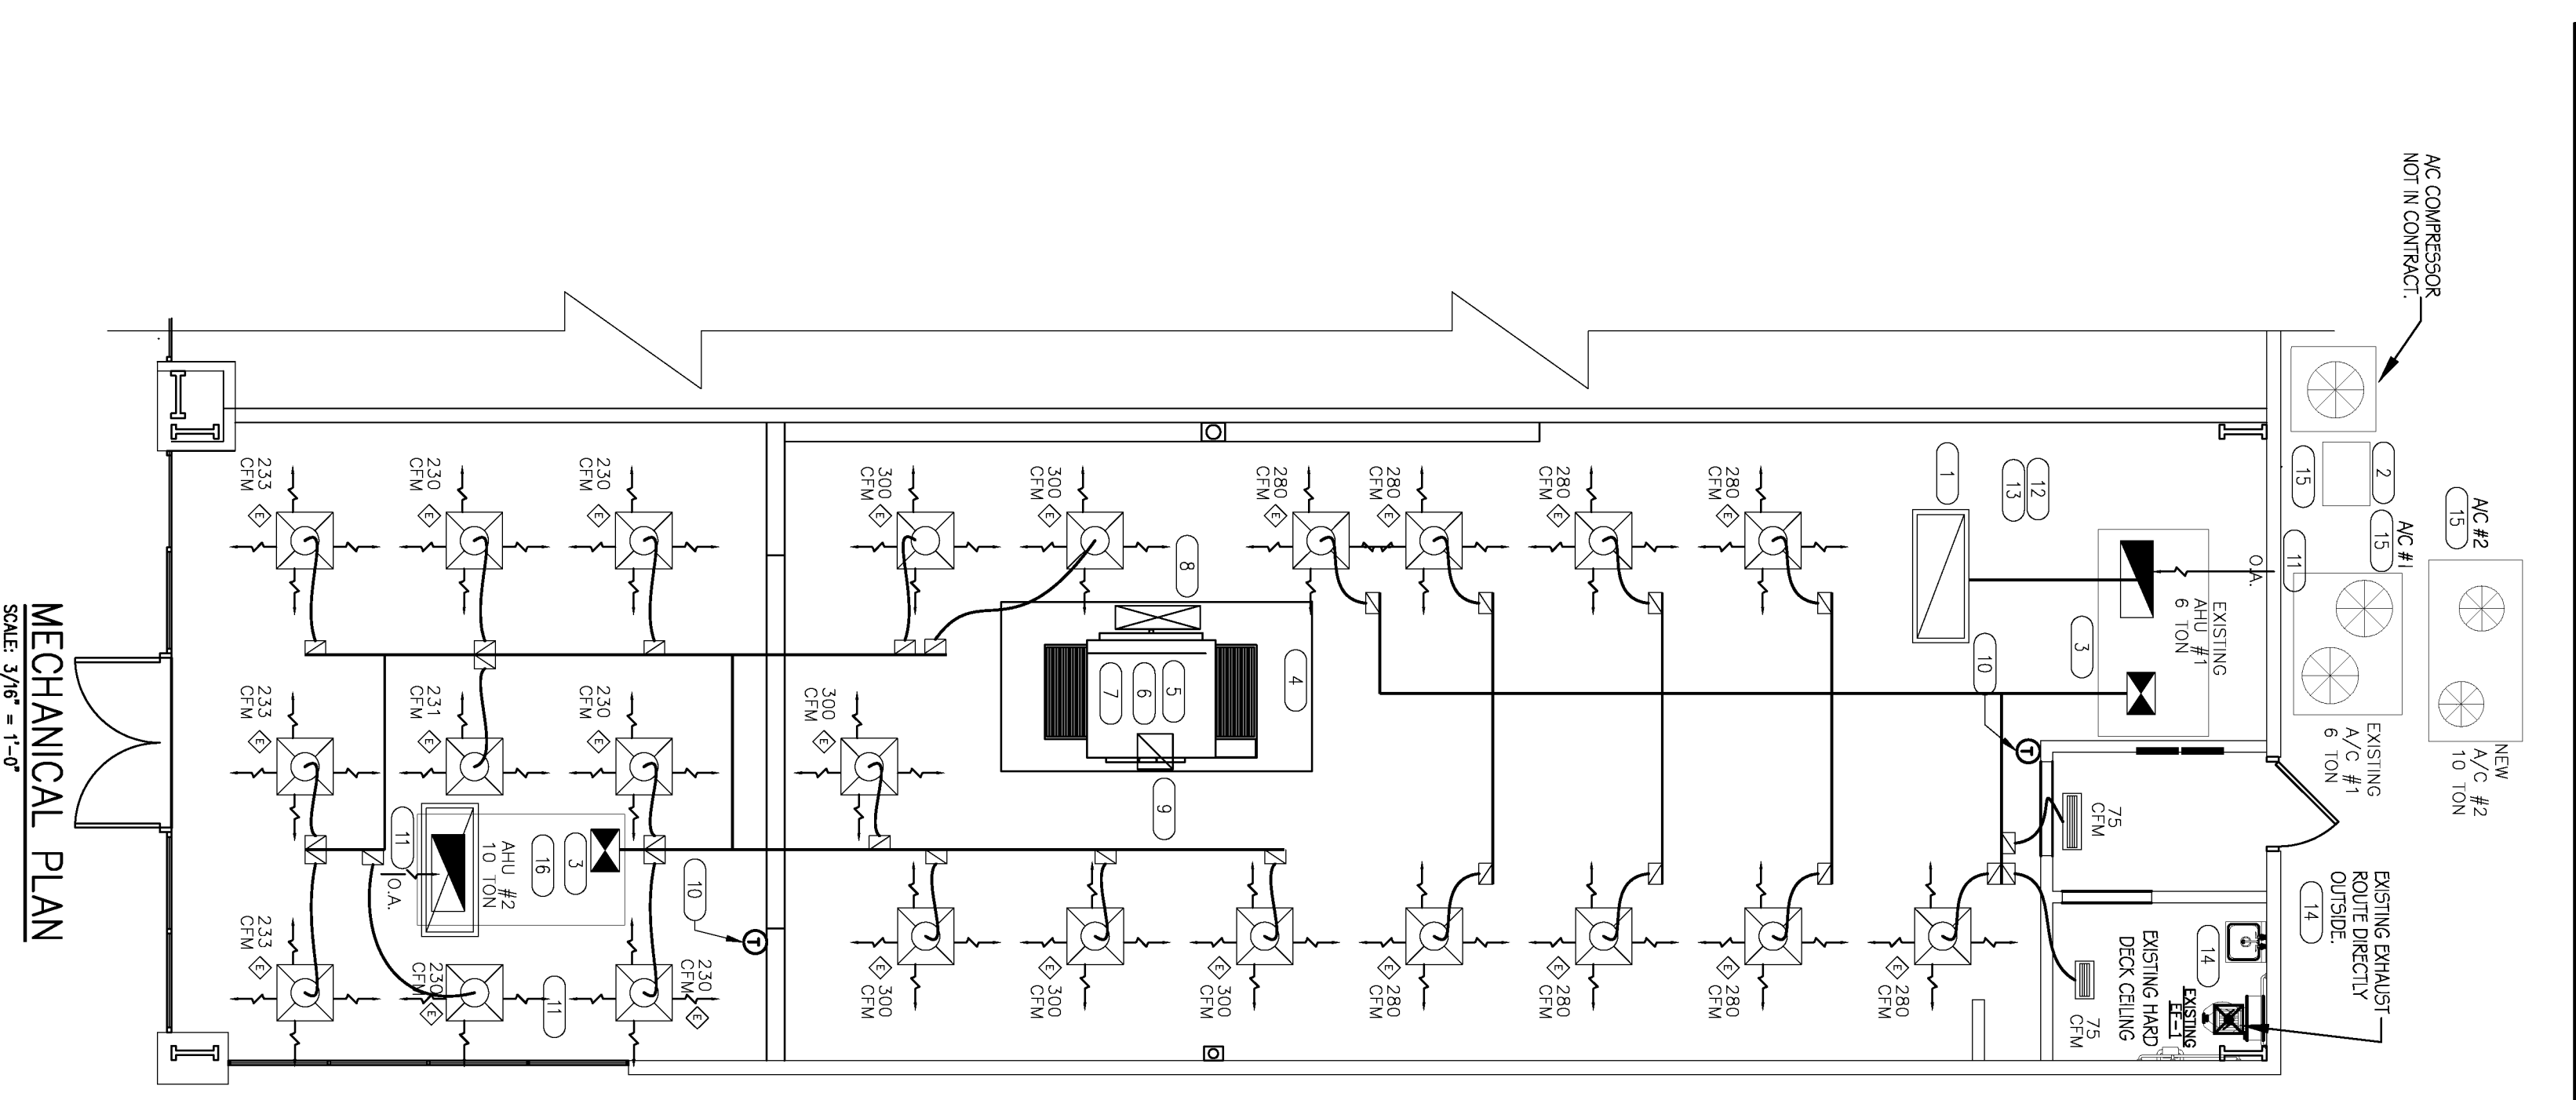 A/C COMPRESSOR
NOT IN CONTRACT.
2
15
A/C #2
15
A/C #1
15
11
NEW
A/C #2
10 TON
EXISTING
A/C #1
6 TON
EXISTING EXHAUST
ROUTE DIRECTLY
OUTSIDE.
14
O.A.
EXISTING
AHU #1
6 TON
3
12
13
1
10
T
75
CFM
14
EXISTING HARD
DECK CEILING
EXISTING
EF-1
75
CFM
280
CFM
E
280
CFM
E
280
CFM
E
280
CFM
E
280
CFM
E
280
CFM
E
280
CFM
E
280
CFM
E
300
CFM
E
300
CFM
E
8
4
5
6
7
9
300
CFM
E
300
CFM
E
300
CFM
E
300
CFM
E
10
T
230
CFM
E
230
CFM
E
230
CFM
E
3
16
AHU #2
10 TON
11
O.A.
11
230
CFM
E
231
CFM
E
230
CFM
E
233
CFM
E
233
CFM
E
233
CFM
E
MECHANICAL PLAN
SCALE: 3/16" = 1'-0"